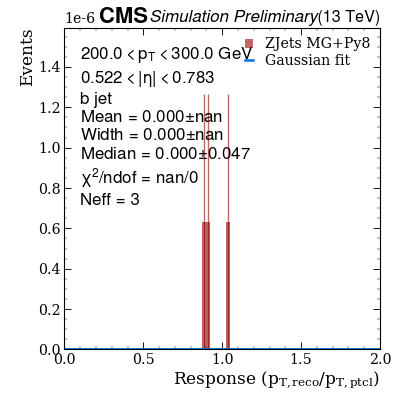 1e-6 CMS Simulation Preliminary (13 TeV)
200.0 < pT < 300.0 GeV
0.522 < |η| < 0.783
b jet
Mean = 0.000±nan
Width = 0.000±nan
Median = 0.000±0.047
χ²/ndof = nan/0
Neff = 3
ZJets MG+Py8
Gaussian fit
Events
1.4
1.2
1.0
0.8
0.6
0.4
0.2
0.0
0.0 0.5 1.0 1.5 2.0
Response (pT,reco/pT,ptcl)